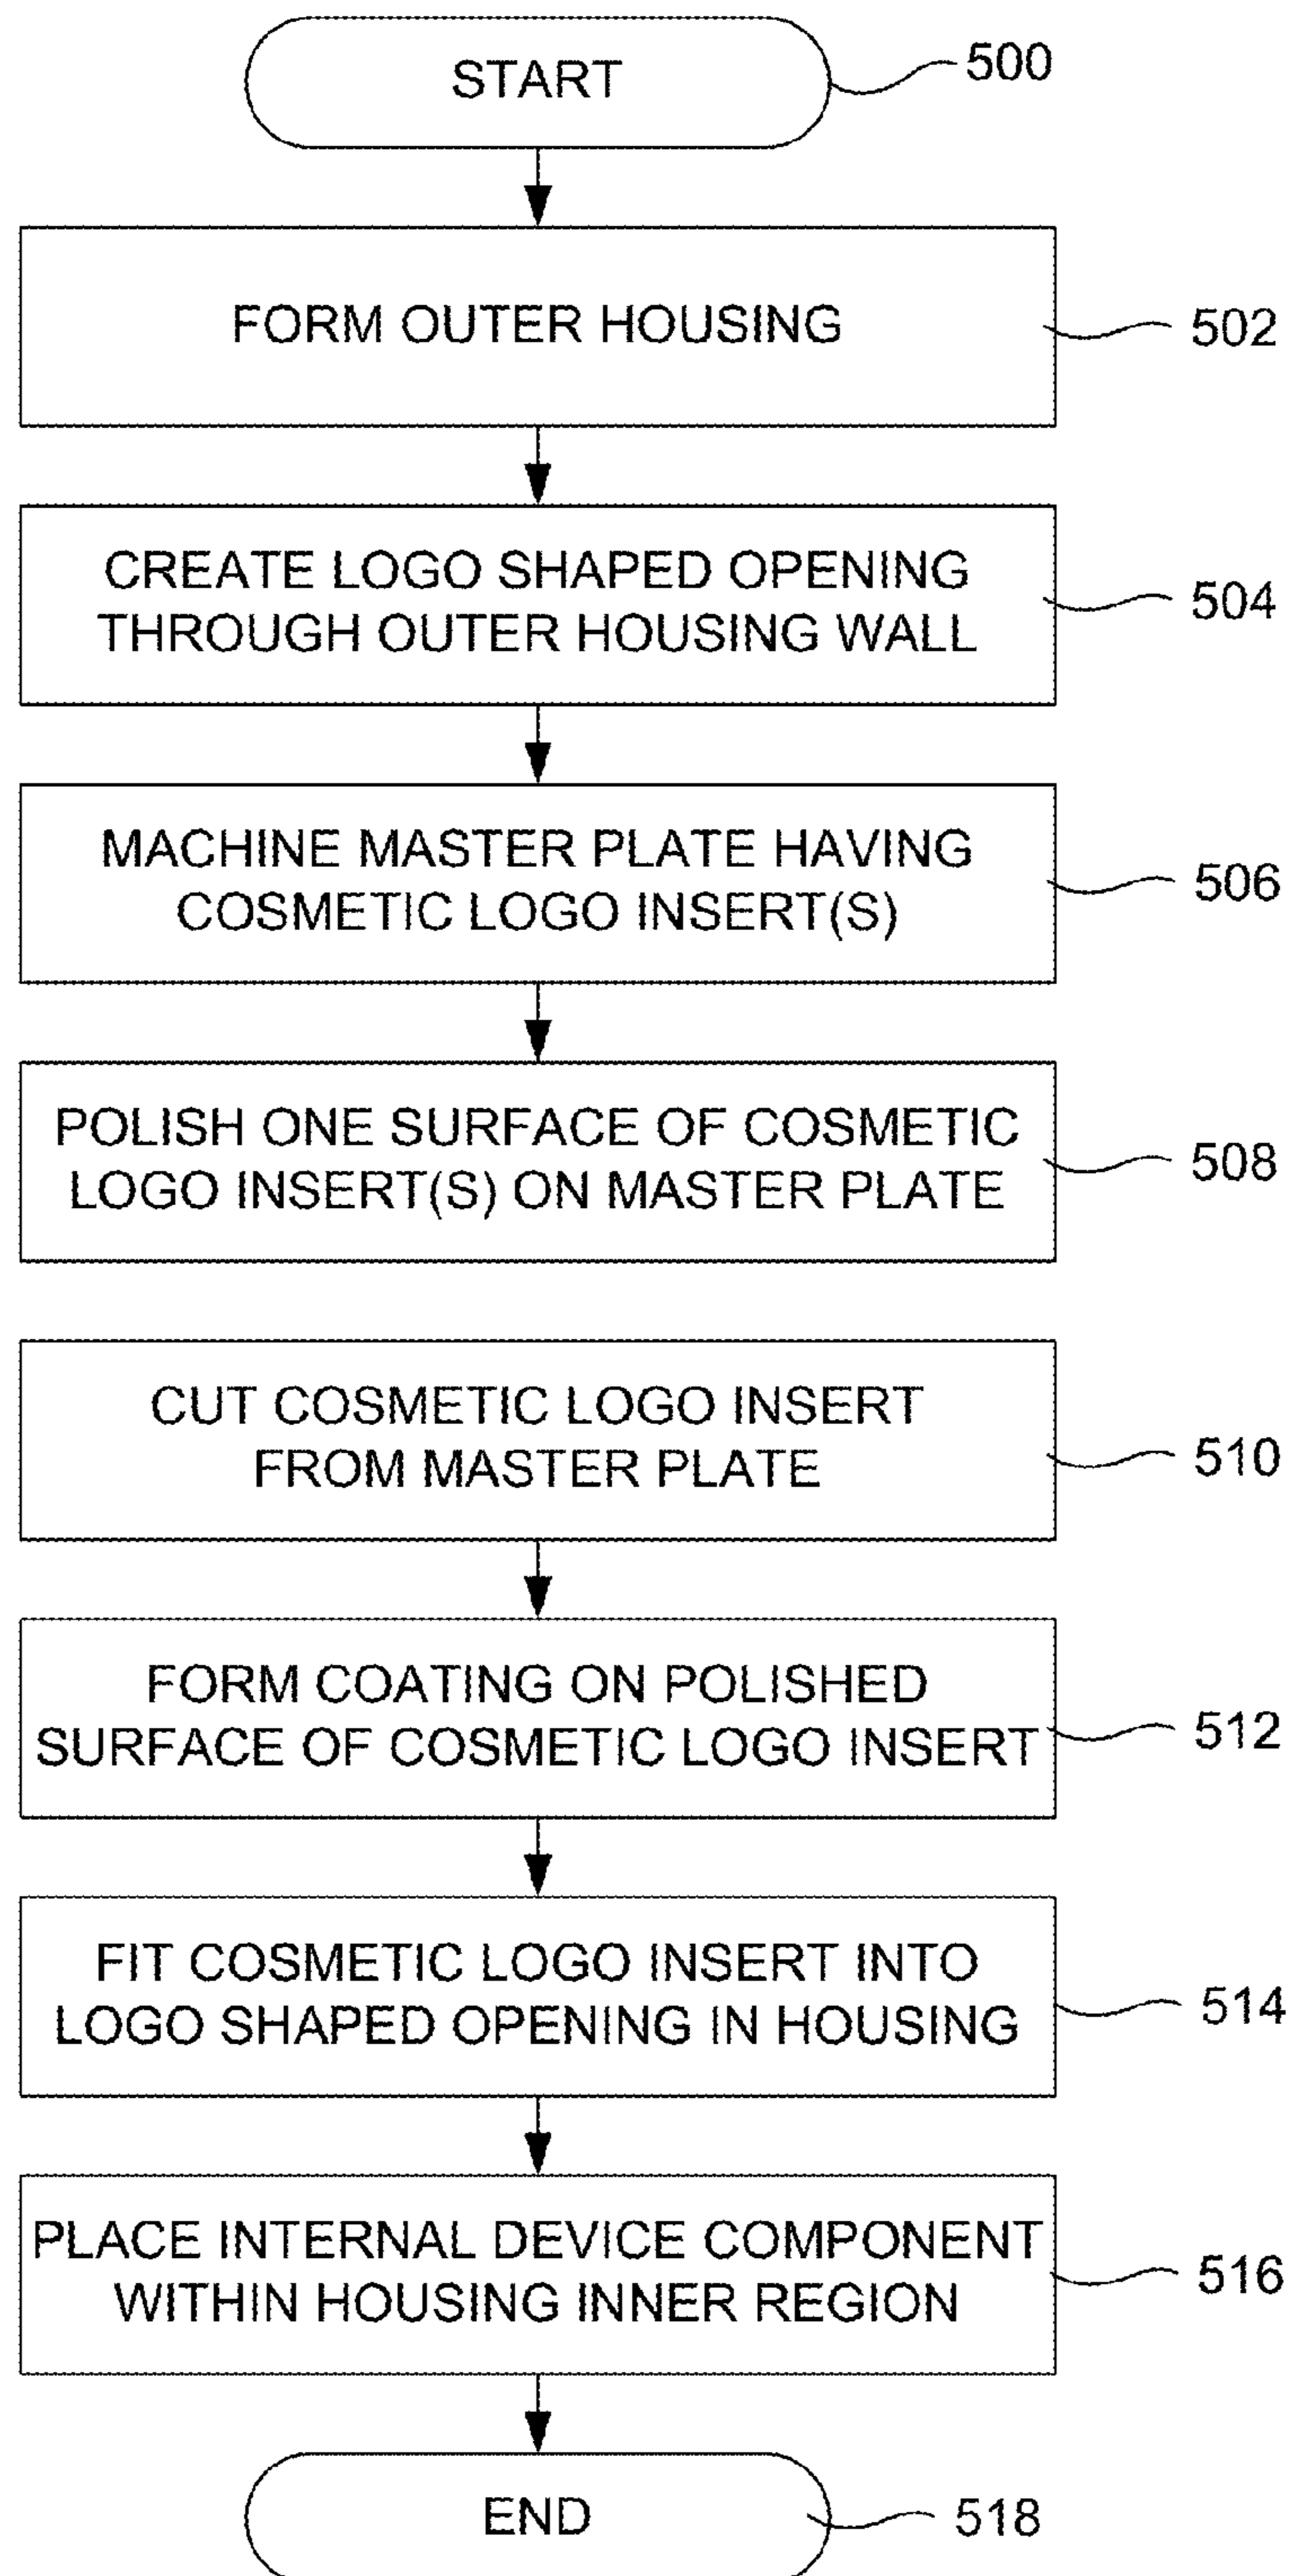 START
500
FORM OUTER HOUSING
502
CREATE LOGO SHAPED OPENING
THROUGH OUTER HOUSING WALL
504
MACHINE MASTER PLATE HAVING
COSMETIC LOGO INSERT(S)
506
POLISH ONE SURFACE OF COSMETIC
LOGO INSERT(S) ON MASTER PLATE
508
CUT COSMETIC LOGO INSERT
FROM MASTER PLATE
510
FORM COATING ON POLISHED
SURFACE OF COSMETIC LOGO INSERT
512
FIT COSMETIC LOGO INSERT INTO
LOGO SHAPED OPENING IN HOUSING
514
PLACE INTERNAL DEVICE COMPONENT
WITHIN HOUSING INNER REGION
516
END
518